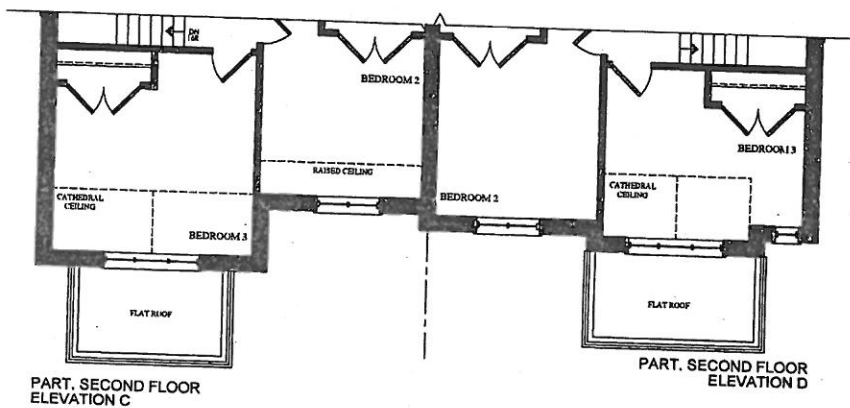 DN
16R
BEDROOM 2
BEDROOM 3
RAISED CEILING
CATHEDRAL
CEILING
CATHEDRAL
CEILING
BEDROOM 2
BEDROOM 3
FLAT ROOF
FLAT ROOF
PART. SECOND FLOOR
ELEVATION C
PART. SECOND FLOOR
ELEVATION D